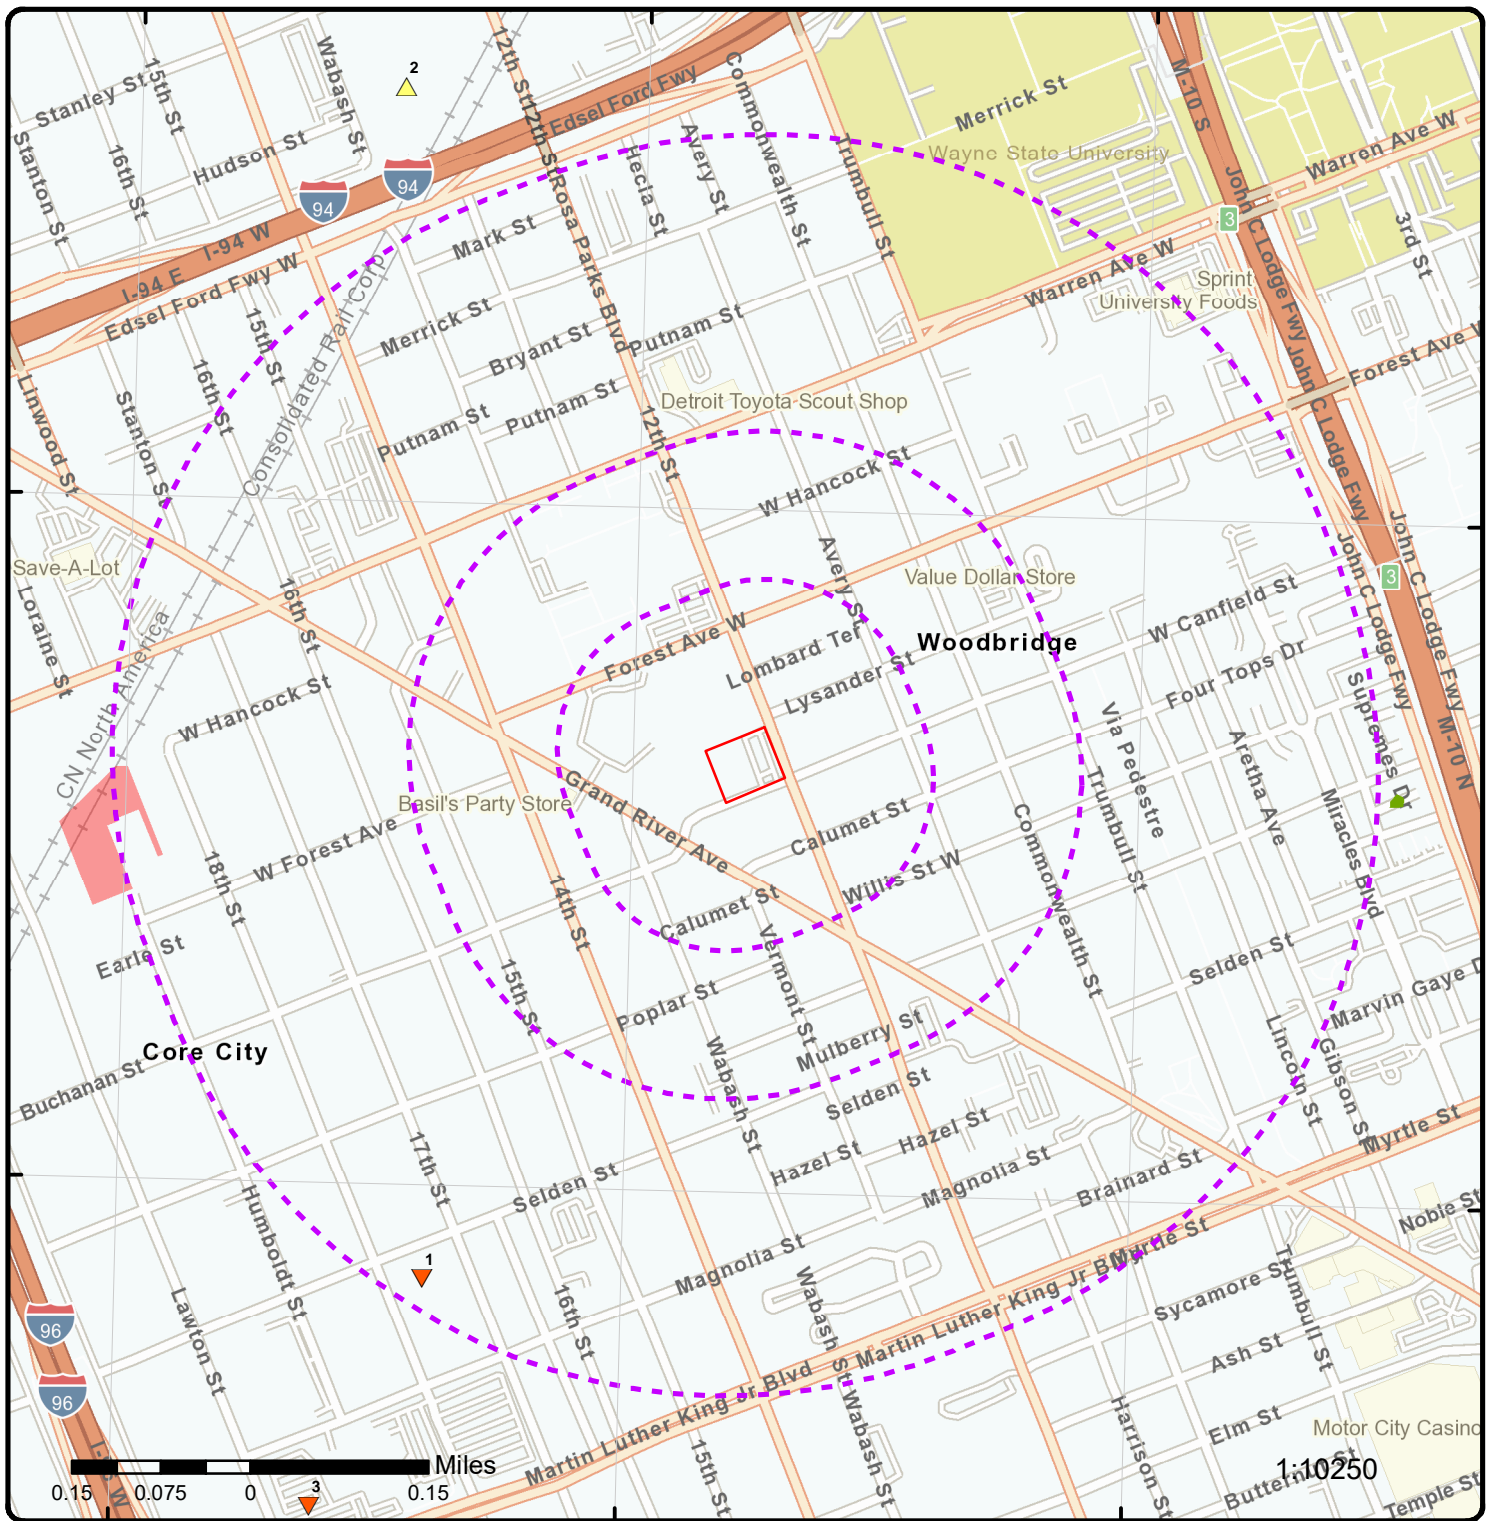 Stanley St
15th St
Wabash St
2
12th St
12th St
Edsel Ford Fwy
Commonwealth St
Merrick St
M-10 S
Warren Ave W
Wayne State University
Stanton St
16th St
Hudson St
94
94
Hecla St
Avery St
Trumbull St
John C Lodge Fwy
3
3rd St
I-94 E
I-94 W
Edsel Ford Fwy W
Mark St
Rosa Parks Blvd
Warren Ave W
Sprint
University Foods
Consolidated Rail Corp
15th St
Merrick St
Bryant St
Putnam St
Forest Ave W
John C Lodge Fwy
Linwood St
Stanton St
16th St
Putnam St
Putnam St
Detroit Toyota Scout Shop
12th St
W Hancock St
Save-A-Lot
Loraine St
16th St
Avery St
Value Dollar Store
John C Lodge Fwy
John C Lodge Fwy
3
W Canfield St
CN North America
W Hancock St
Forest Ave W
Lombard Ter
Lysander St
Woodbridge
Four Tops Dr
Supremes Dr
M-10 N
Via Pedestre
Aretha Ave
Miracles Blvd
Basil's Party Store
Grand River Ave
W Forest Ave
18th St
Calumet St
Willis St W
Trumbull St
Commonwealth St
Calumet St
14th St
Vermont St
Earle St
Selden St
Marvin Gaye D
15th St
Poplar St
Mulberry St
Core City
Buchanan St
Wabash St
Selden St
Lincoln St
Gibson St
Myrtle St
17th St
Hazel St
Hazel St
Magnolia St
Brainard St
Selden St
Humboldt St
Noble St
1
Magnolia St
Myrtle St
Martin Luther King Jr Blvd
Sycamore St
Trumbull St
96
96
Lawton St
16th St
Wabash St
Ash St
Martin Luther King Jr Blvd
Wabash St
Harrison St
Elm St
Motor City Casino
15th St
Butternut St
Temple St
Miles
1:10250
0.15
0.075
0
0.15
3